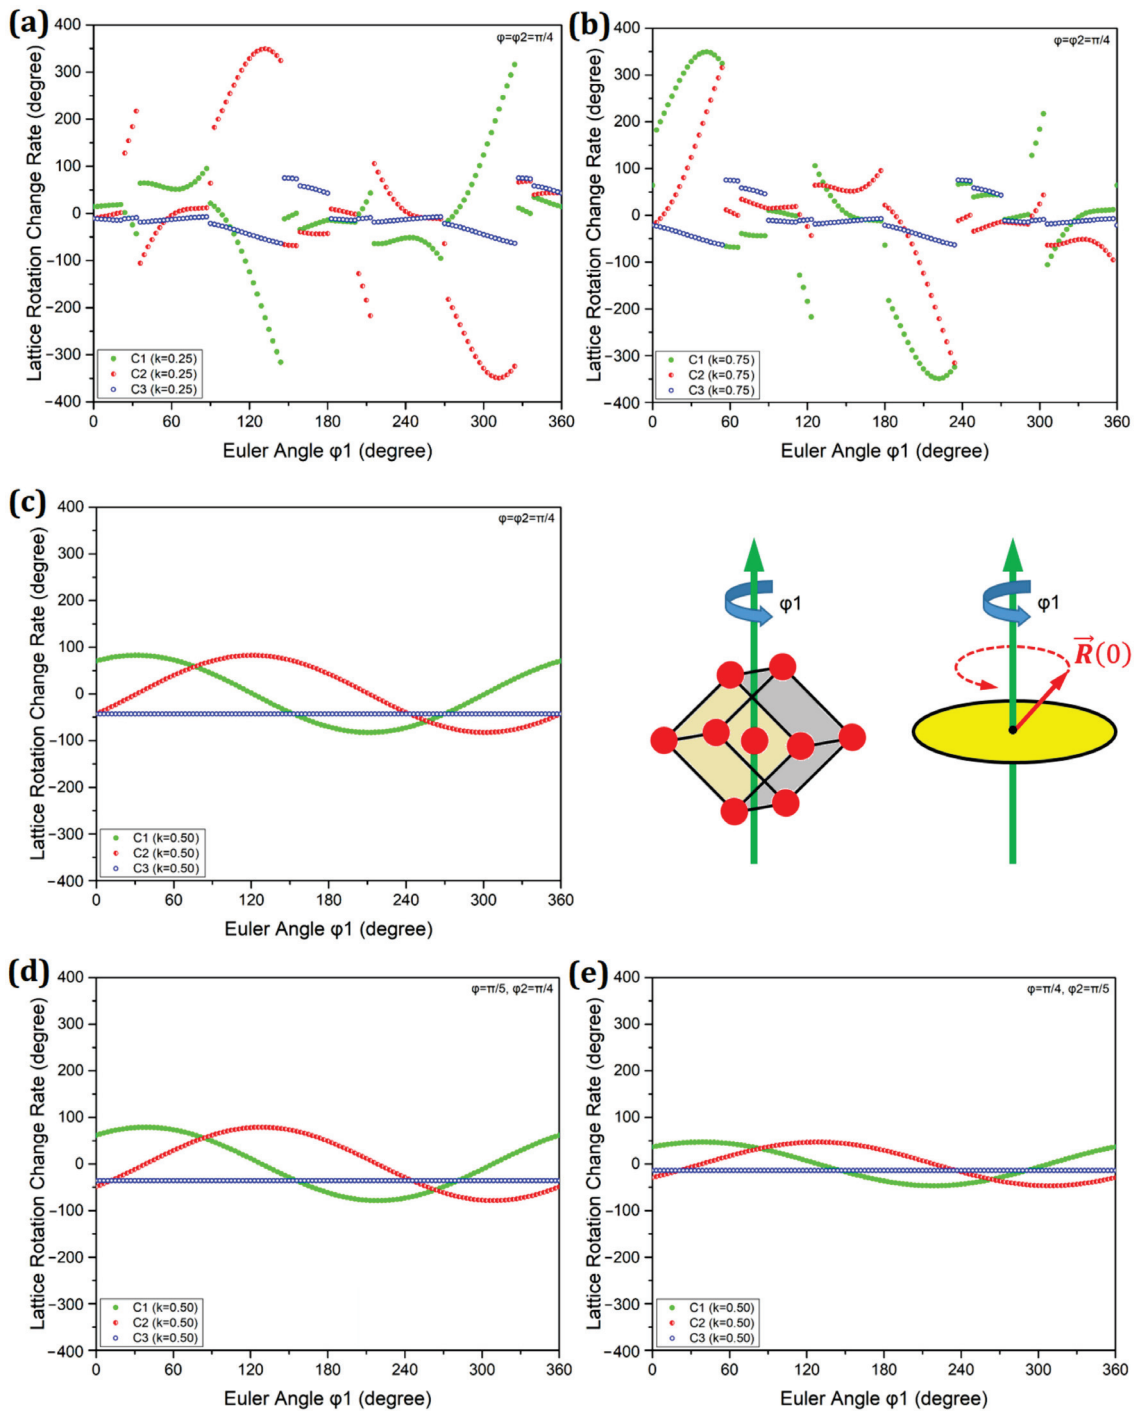 (a)
400
300
200
100
0
−100
−200
−300
−400
Lattice Rotation Change Rate (degree)
φ=φ2=π/4
C1 (k=0.25)
C2 (k=0.25)
C3 (k=0.25)
0 60 120 180 240 300 360
Euler Angle φ1 (degree)
(b)
400
300
200
100
0
−100
−200
−300
−400
Lattice Rotation Change Rate (degree)
φ=φ2=π/4
C1 (k=0.75)
C2 (k=0.75)
C3 (k=0.75)
0 60 120 180 240 300 360
Euler Angle φ1 (degree)
(c)
400
300
200
100
0
−100
−200
−300
−400
Lattice Rotation Change Rate (degree)
φ=φ2=π/4
C1 (k=0.50)
C2 (k=0.50)
C3 (k=0.50)
0 60 120 180 240 300 360
Euler Angle φ1 (degree)
φ1
φ1
R⃗(0)
(d)
400
300
200
100
0
−100
−200
−300
−400
Lattice Rotation Change Rate (degree)
φ=π/5, φ2=π/4
C1 (k=0.50)
C2 (k=0.50)
C3 (k=0.50)
0 60 120 180 240 300 360
Euler Angle φ1 (degree)
(e)
400
300
200
100
0
−100
−200
−300
−400
Lattice Rotation Change Rate (degree)
φ=π/4, φ2=π/5
C1 (k=0.50)
C2 (k=0.50)
C3 (k=0.50)
0 60 120 180 240 300 360
Euler Angle φ1 (degree)